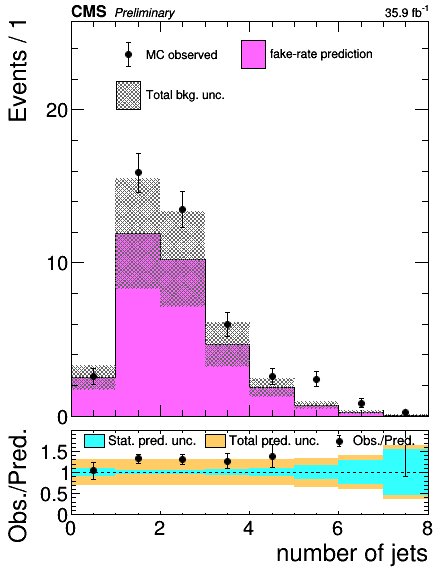 CMS Preliminary 35.9 fb-1
Events / 1
MC observed
fake-rate prediction
Total bkg. unc.
20
10
0
Obs./Pred.
Stat. pred. unc.
Total pred. unc.
Obs./Pred.
1.5
1
0.5
0
0 2 4 6 8
number of jets